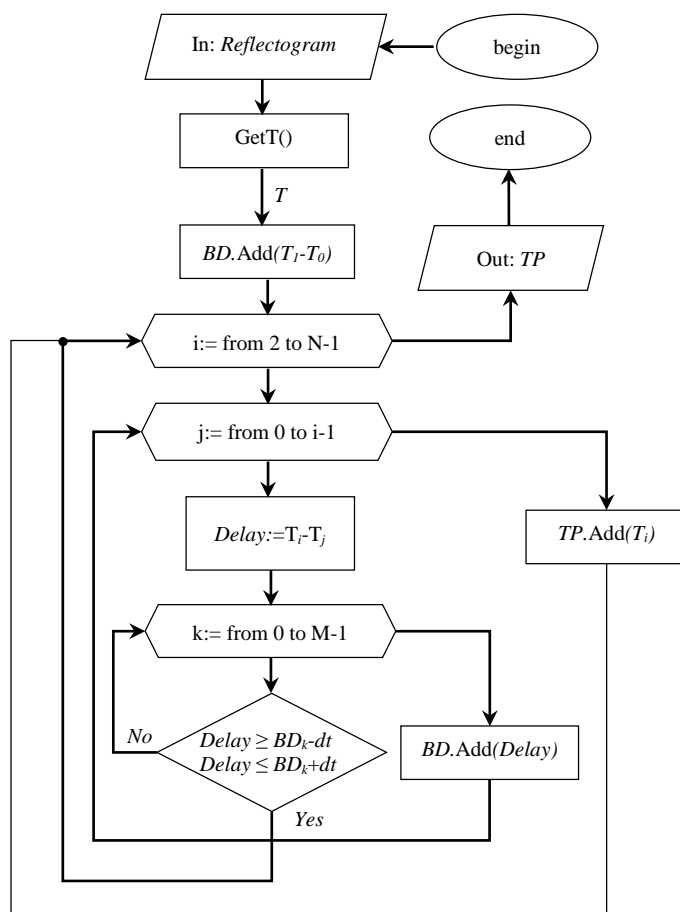 begin
In: Reflectogram
GetT()
T
BD.Add(T₁-T₀)
i:= from 2 to N-1
j:= from 0 to i-1
Delay:=Tᵢ-Tⱼ
k:= from 0 to M-1
Delay ≥ BDₖ-dt
Delay ≤ BDₖ+dt
No
Yes
BD.Add(Delay)
TP.Add(Tᵢ)
Out: TP
end